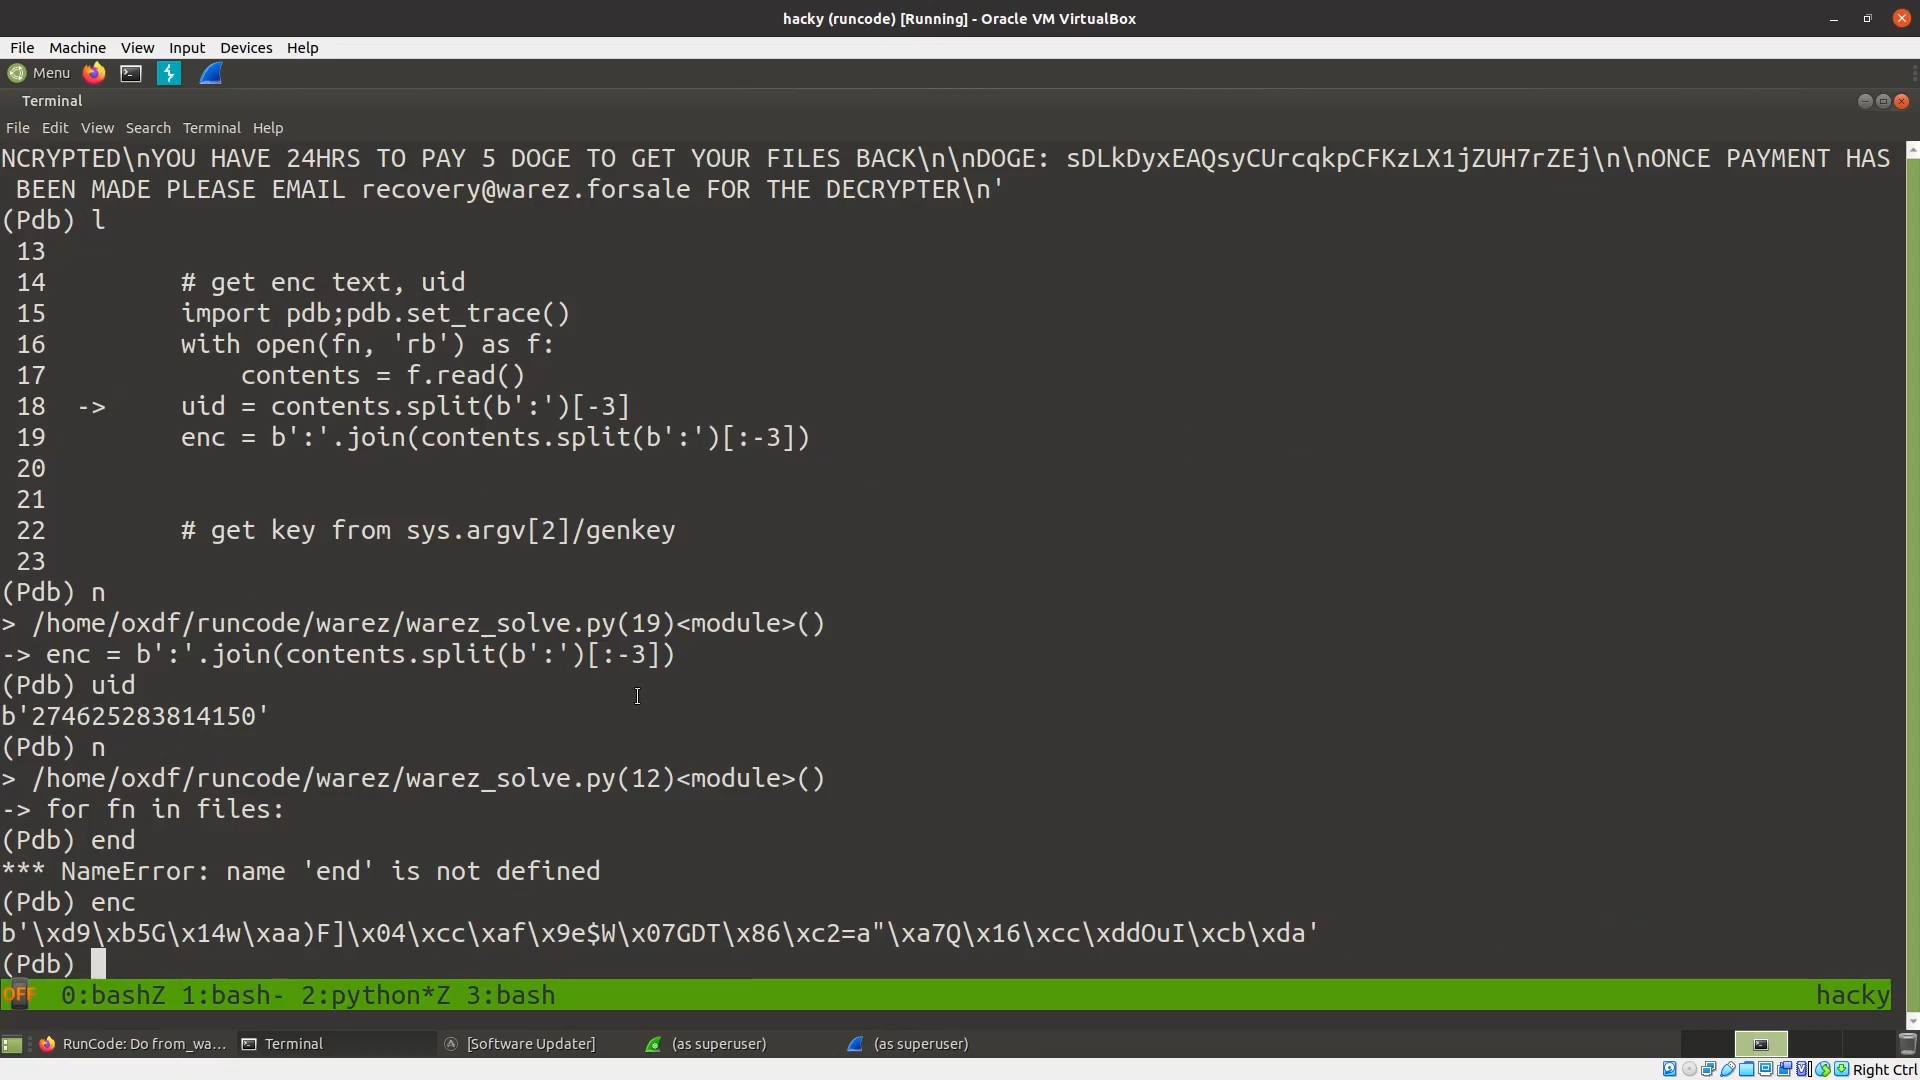 hacky (runcode) [Running] - Oracle VM VirtualBox
File Machine View Input Devices Help
Menu
Terminal
File Edit View Search Terminal Help
NCRYPTED\nYOU HAVE 24HRS TO PAY 5 DOGE TO GET YOUR FILES BACK\n\nDOGE: sDLkDyxEAQsyCUrcqkpCFKzLX1jZUH7rZEj\n\nONCE PAYMENT HAS
BEEN MADE PLEASE EMAIL recovery@warez.forsale FOR THE DECRYPTER\n'
(Pdb) l
13
14 # get enc text, uid
15 import pdb;pdb.set_trace()
16 with open(fn, 'rb') as f:
17 contents = f.read()
18 -> uid = contents.split(b':')[-3]
19 enc = b':'.join(contents.split(b':')[:-3])
20
21
22 # get key from sys.argv[2]/genkey
23
(Pdb) n
> /home/oxdf/runcode/warez/warez_solve.py(19)<module>()
-> enc = b':'.join(contents.split(b':')[:-3])
(Pdb) uid
b'274625283814150'
(Pdb) n
> /home/oxdf/runcode/warez/warez_solve.py(12)<module>()
-> for fn in files:
(Pdb) end
*** NameError: name 'end' is not defined
(Pdb) enc
b'\xd9\xb5G\x14w\xaa)F]\x04\xcc\xaf\x9e$W\x07GDT\x86\xc2=a"\xa7Q\x16\xcc\xddOuI\xcb\xda'
(Pdb)
OFF 0:bashZ 1:bash- 2:python*Z 3:bash hacky
RunCode: Do from_wa... Terminal [Software Updater] (as superuser) (as superuser)
Right Ctrl